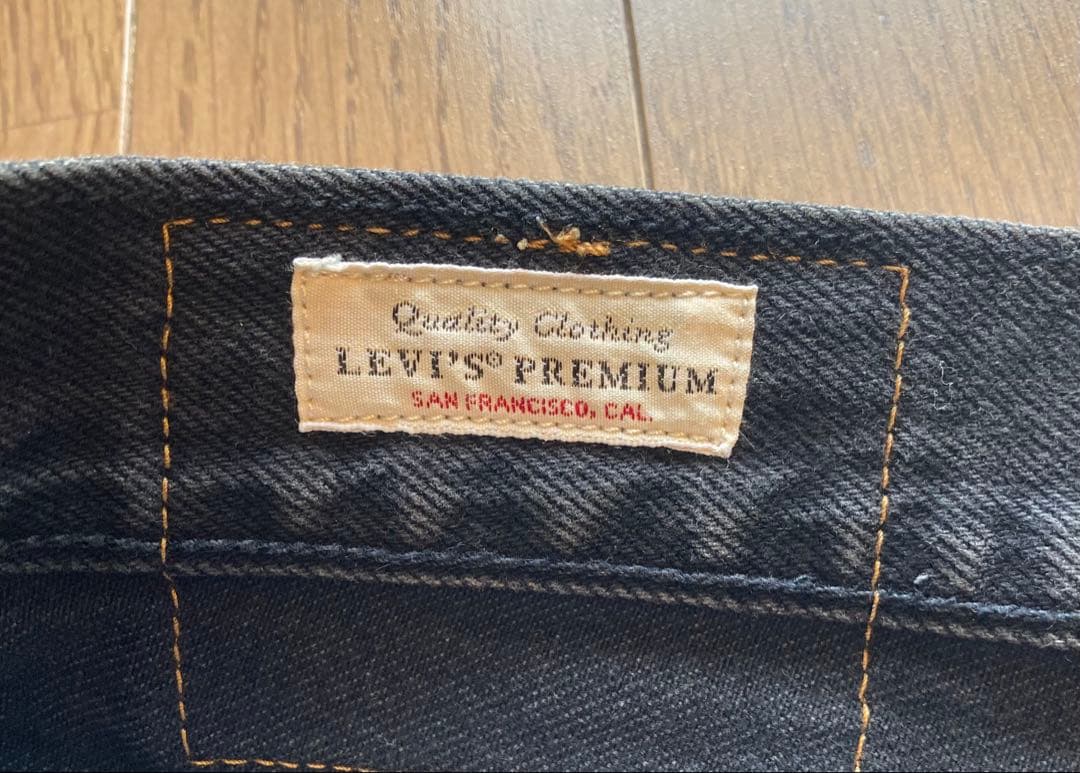 Quality Clothing
LEVI'S® PREMIUM
SAN FRANCISCO, CAL.